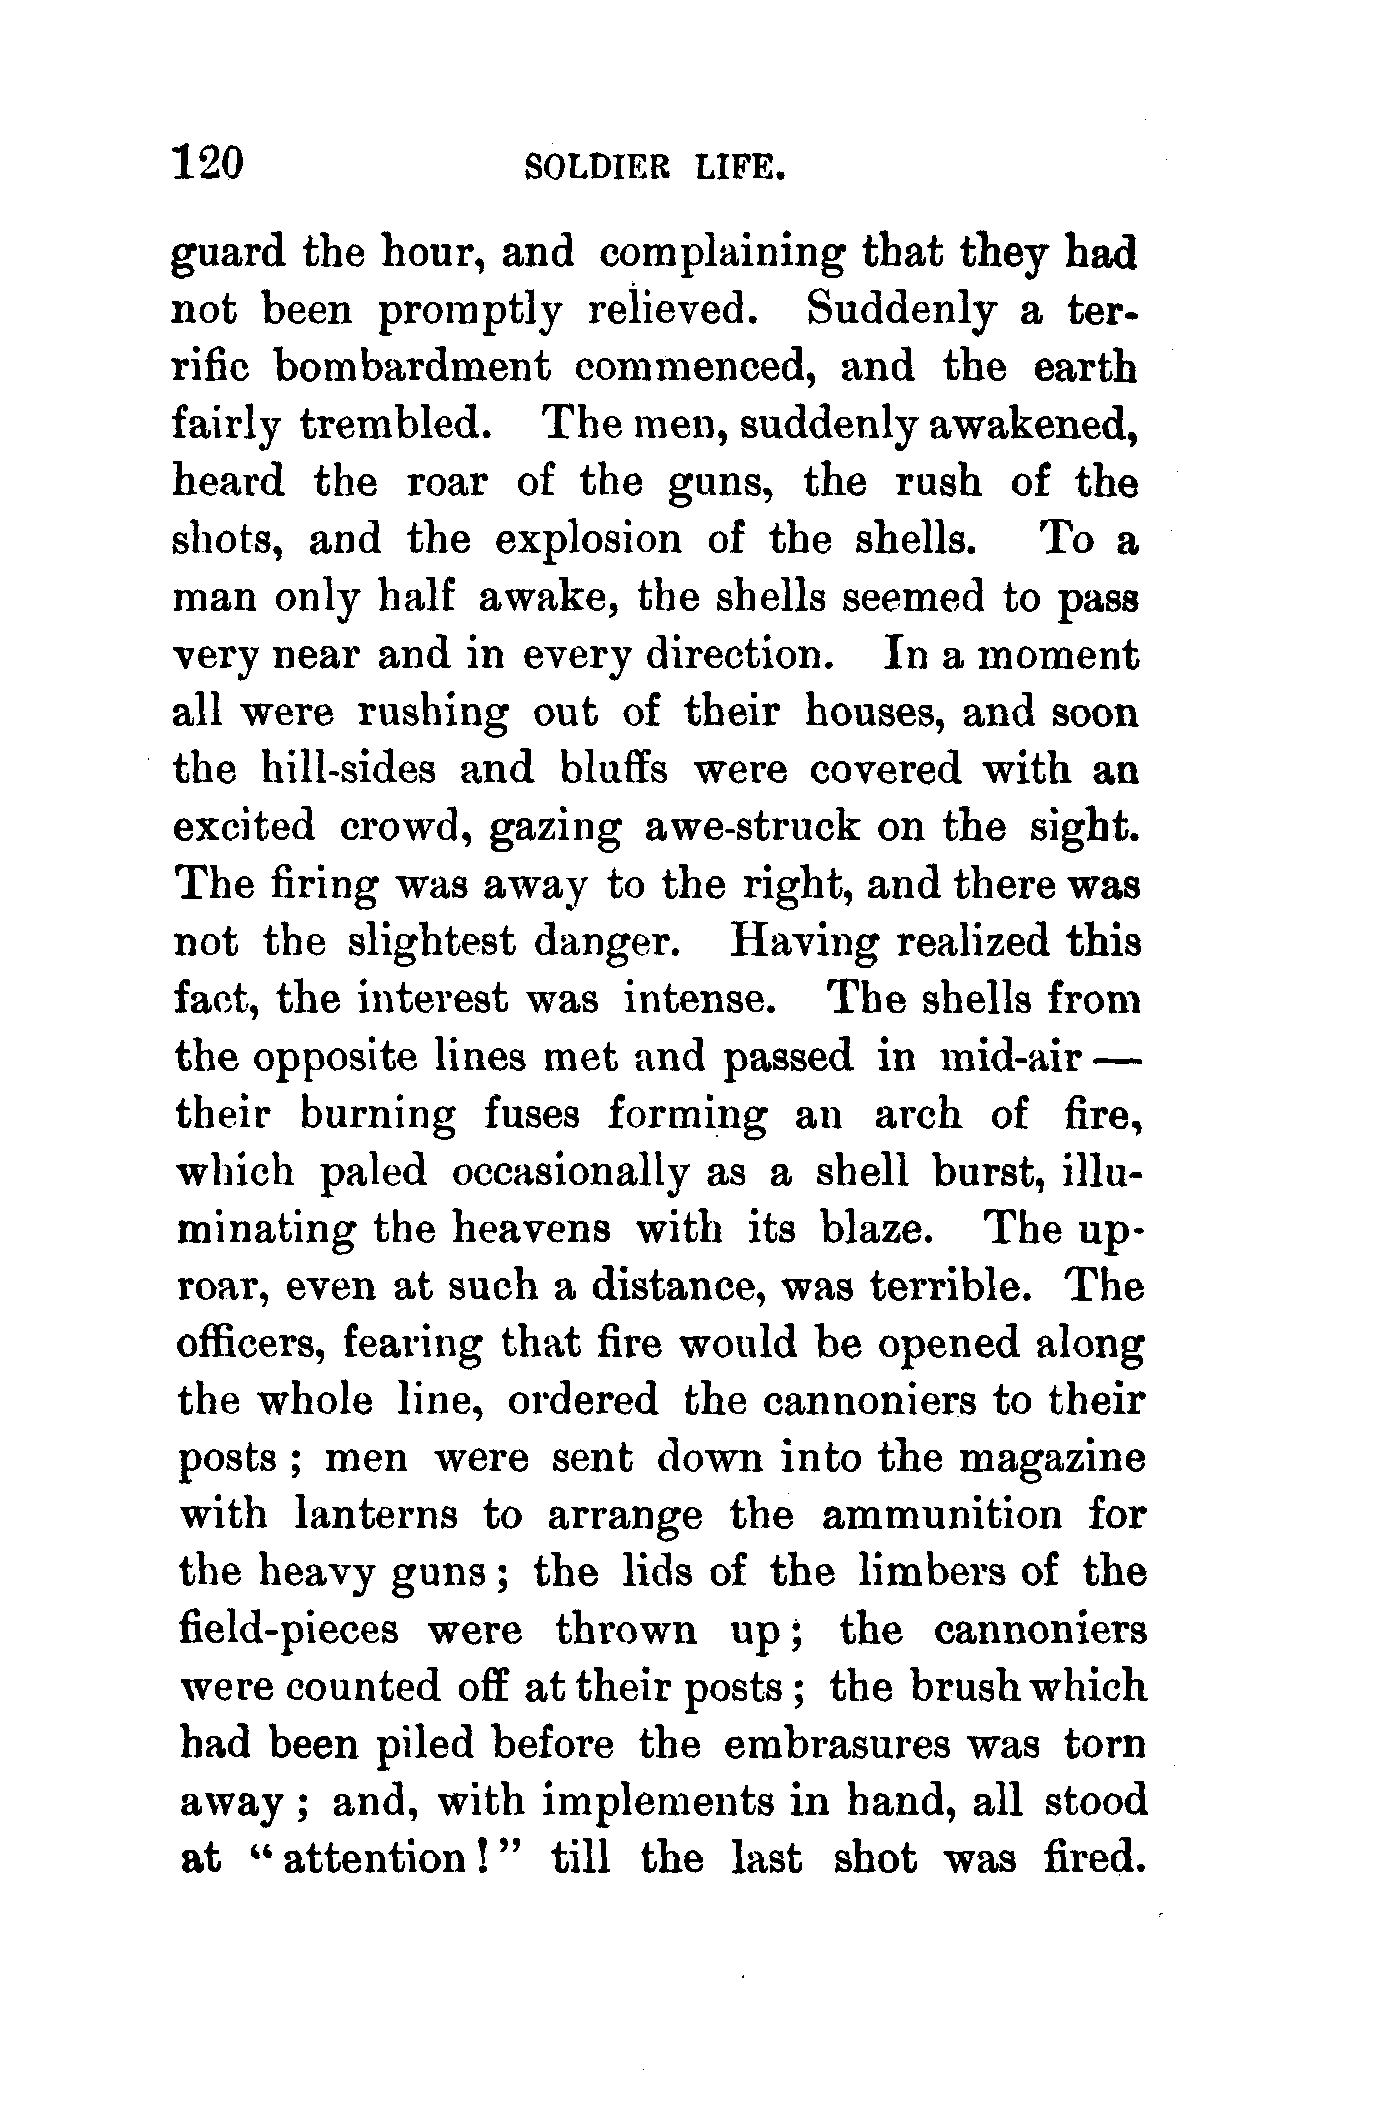 120 SOLDIER LIFE.
guard the hour, and complaining that they had
not been promptly relieved. Suddenly a ter-
rific bombardment commenced, and the earth
fairly trembled. The men, suddenly awakened,
heard the roar of the guns, the rush of the
shots, and the explosion of the shells. To a
man only half awake, the shells seemed to pass
very near and in every direction. In a moment
all were rushing out of their houses, and soon
the hill-sides and bluffs were covered with an
excited crowd, gazing awe-struck on the sight.
The firing was away to the right, and there was
not the slightest danger. Having realized this
fact, the interest was intense. The shells from
the opposite lines met and passed in mid-air —
their burning fuses forming an arch of fire,
which paled occasionally as a shell burst, illu-
minating the heavens with its blaze. The up-
roar, even at such a distance, was terrible. The
officers, fearing that fire would be opened along
the whole line, ordered the cannoniers to their
posts ; men were sent down into the magazine
with lanterns to arrange the ammunition for
the heavy guns ; the lids of the limbers of the
field-pieces were thrown up ; the cannoniers
were counted off at their posts ; the brush which
had been piled before the embrasures was torn
away ; and, with implements in hand, all stood
at “ attention ! ” till the last shot was fired.